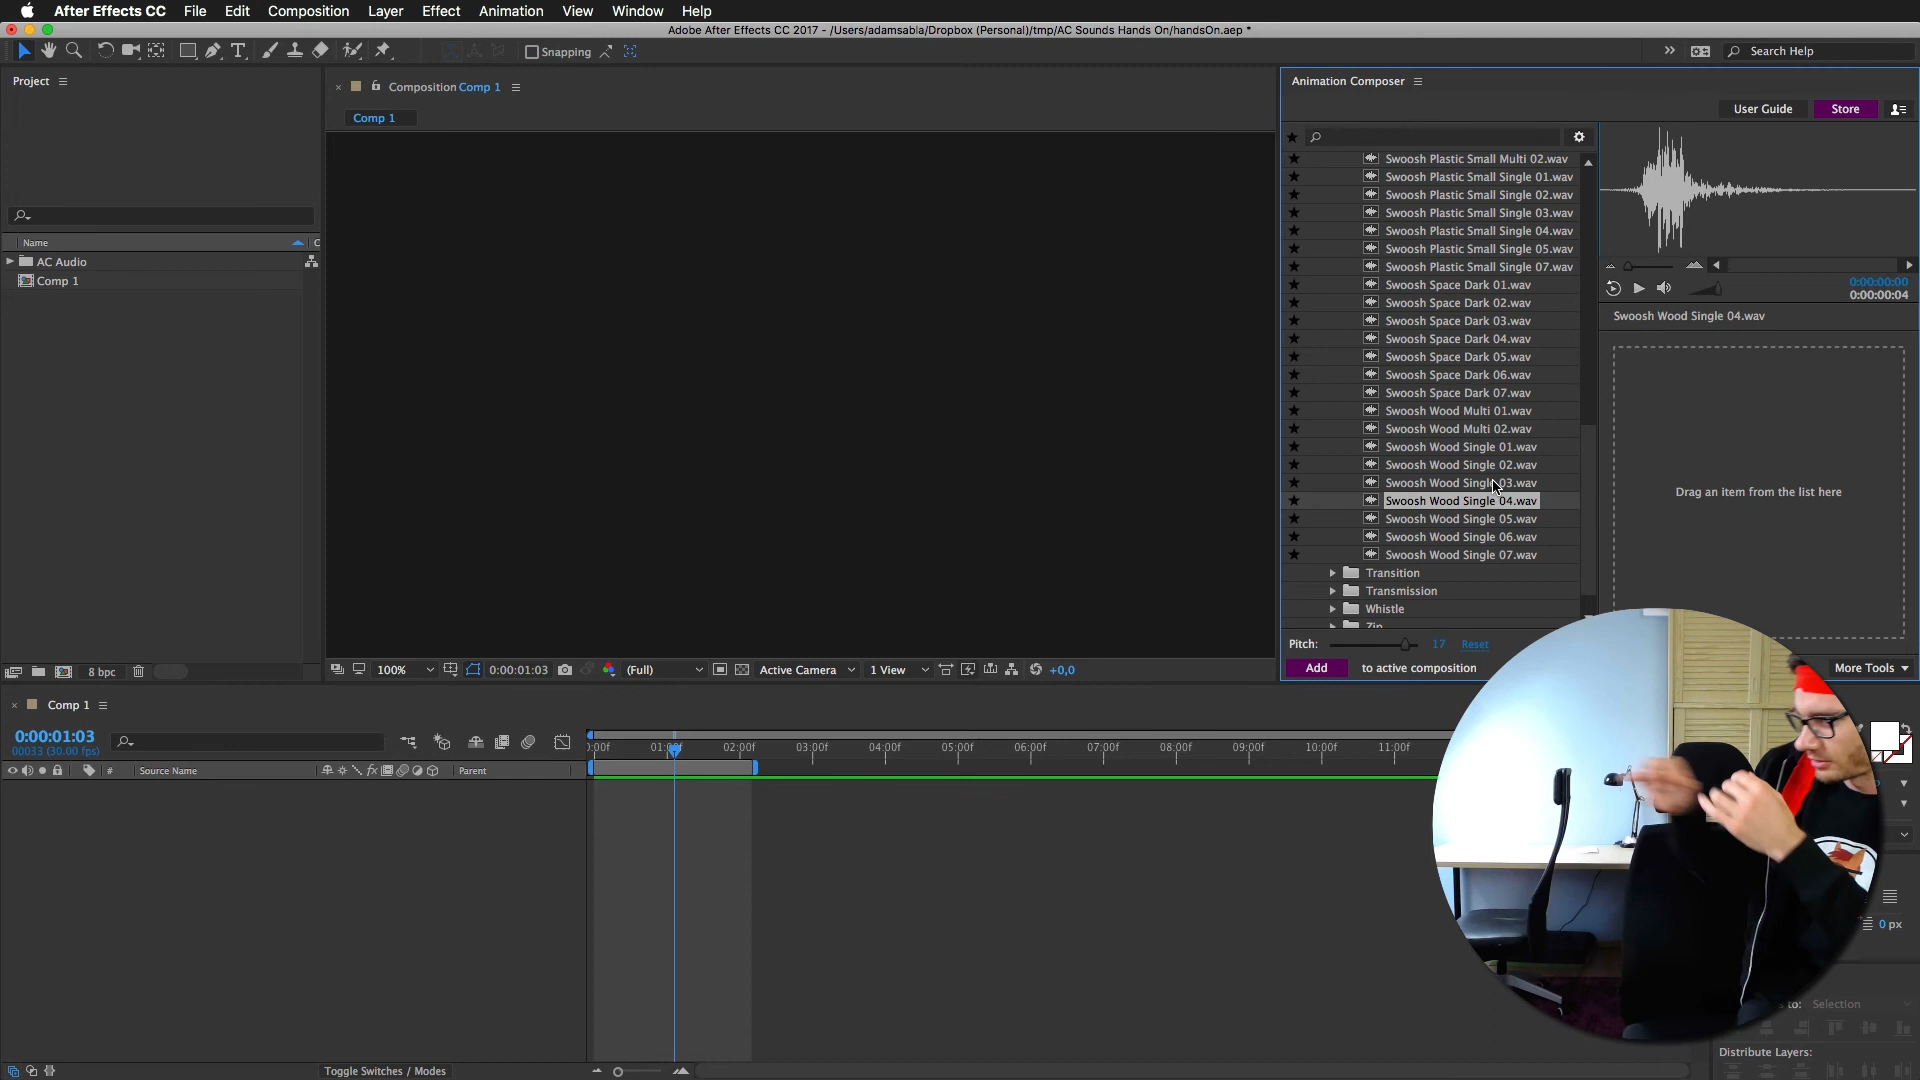 After Effects CC File Edit Composition Layer Effect Animation View Window Help
Adobe After Effects CC 2017 - /Users/adamsabla/Dropbox (Personal)/tmp/AC Sounds Hands On/handsOn.aep *
Snapping
Search Help
Project
Composition Comp 1
Comp 1
Name
AC Audio
Comp 1
Animation Composer
User Guide
Store
Swoosh Plastic Small Multi 02.wav
Swoosh Plastic Small Single 01.wav
Swoosh Plastic Small Single 02.wav
Swoosh Plastic Small Single 03.wav
Swoosh Plastic Small Single 04.wav
Swoosh Plastic Small Single 05.wav
Swoosh Plastic Small Single 07.wav
Swoosh Space Dark 01.wav
Swoosh Space Dark 02.wav
Swoosh Space Dark 03.wav
Swoosh Space Dark 04.wav
Swoosh Space Dark 05.wav
Swoosh Space Dark 06.wav
Swoosh Space Dark 07.wav
Swoosh Wood Multi 01.wav
Swoosh Wood Multi 02.wav
Swoosh Wood Single 01.wav
Swoosh Wood Single 02.wav
Swoosh Wood Single 03.wav
Swoosh Wood Single 04.wav
Swoosh Wood Single 05.wav
Swoosh Wood Single 06.wav
Swoosh Wood Single 07.wav
Transition
Transmission
Whistle
Zip
Pitch: 17 Reset
Add to active composition
0:00:00:00
0:00:00:04
Swoosh Wood Single 04.wav
Drag an item from the list here
More Tools
8 bpc
100% 0:00:01:03 (Full) Active Camera 1 View +0,0
Comp 1
0:00:01:03
00033 (30.00 fps)
# Source Name Parent
0:00f 01:00f 02:00f 03:00f 04:00f 05:00f 06:00f 07:00f 08:00f 09:00f 10:00f 11:00f
0 px
to: Selection
Distribute Layers:
Toggle Switches / Modes